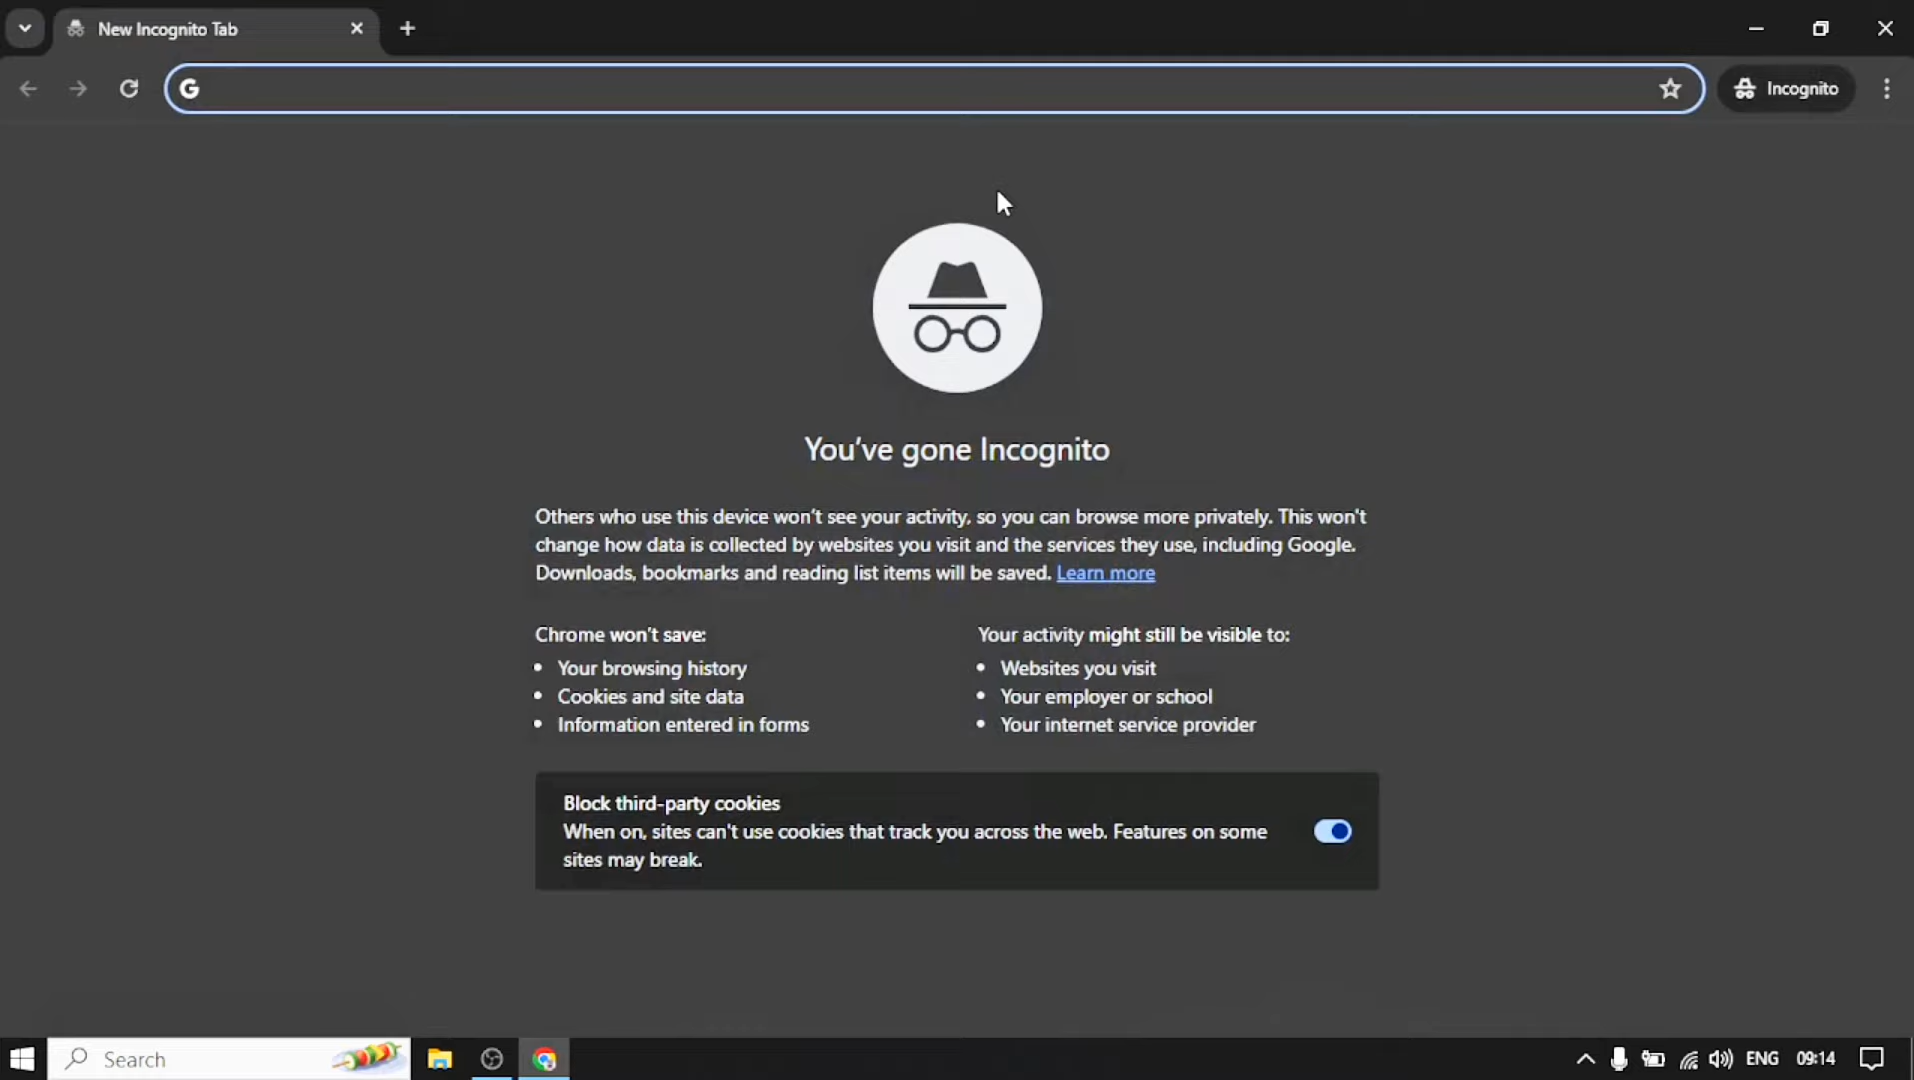 New Incognito Tab
Incognito
You've gone Incognito
Others who use this device won't see your activity, so you can browse more privately. This won't
change how data is collected by websites you visit and the services they use, including Google.
Downloads, bookmarks and reading list items will be saved. Learn more
Chrome won't save:
Your browsing history
Cookies and site data
Information entered in forms
Your activity might still be visible to:
Websites you visit
Your employer or school
Your internet service provider
Block third-party cookies
When on, sites can't use cookies that track you across the web. Features on some
sites may break.
Search
ENG
09:14